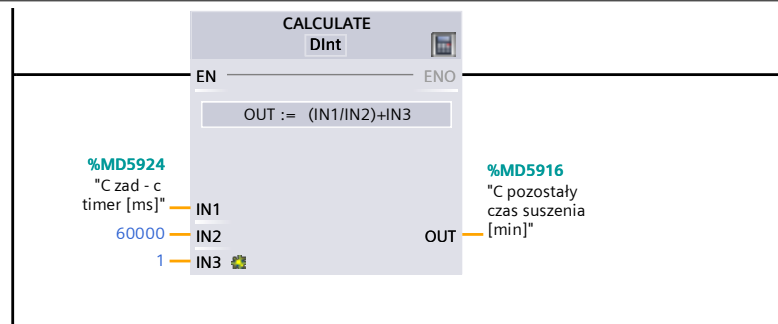 CALCULATE
DInt
EN
ENO
OUT := (IN1/IN2)+IN3
%MD5924
"C zad - c
timer [ms]"
IN1
60000
IN2
1
IN3
%MD5916
"C pozostały
czas suszenia
[min]"
OUT